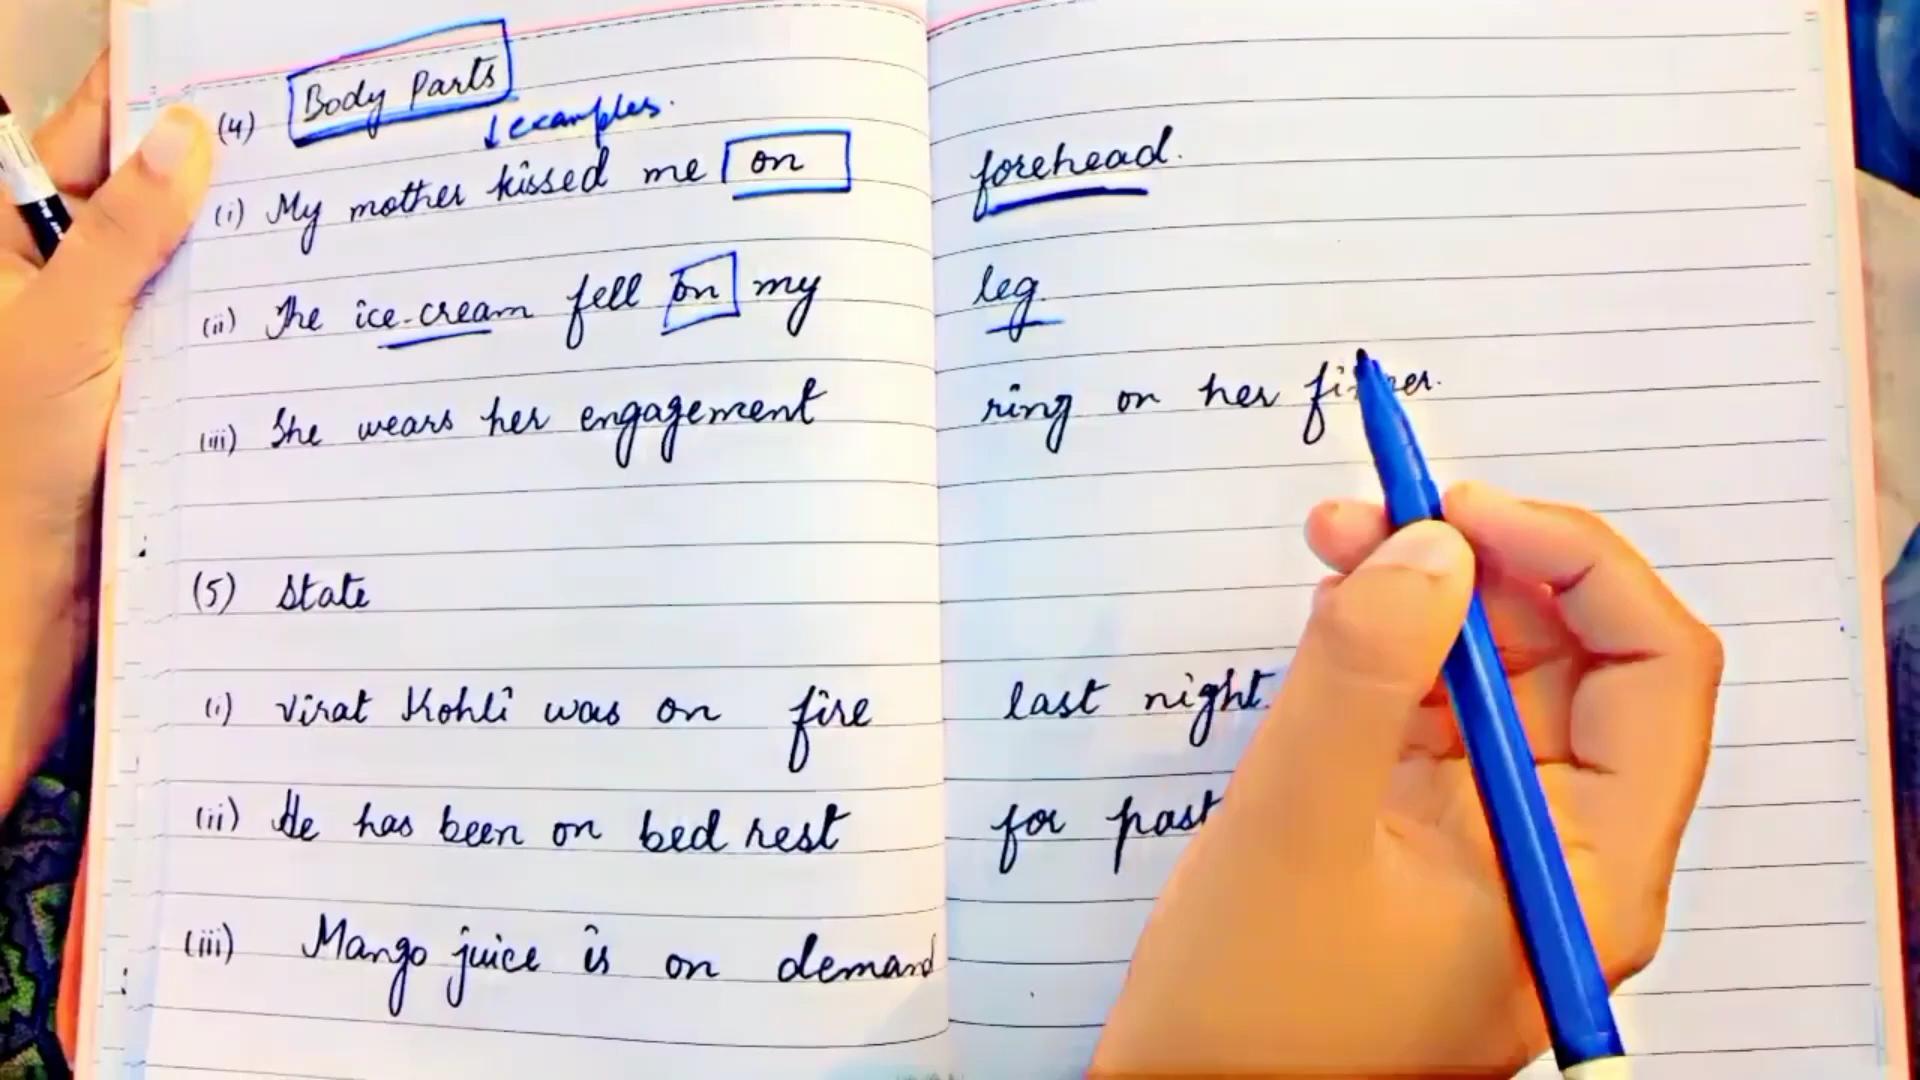 (4) Body Parts
↓ examples.
(i) My mother kissed me on forehead.
(ii) The ice-cream fell on my leg.
(iii) She wears her engagement ring on her
(5) State
(i) Virat Kohli was on fire last night.
(ii) He has been on bed rest for past
(iii) Mango juice is on demand